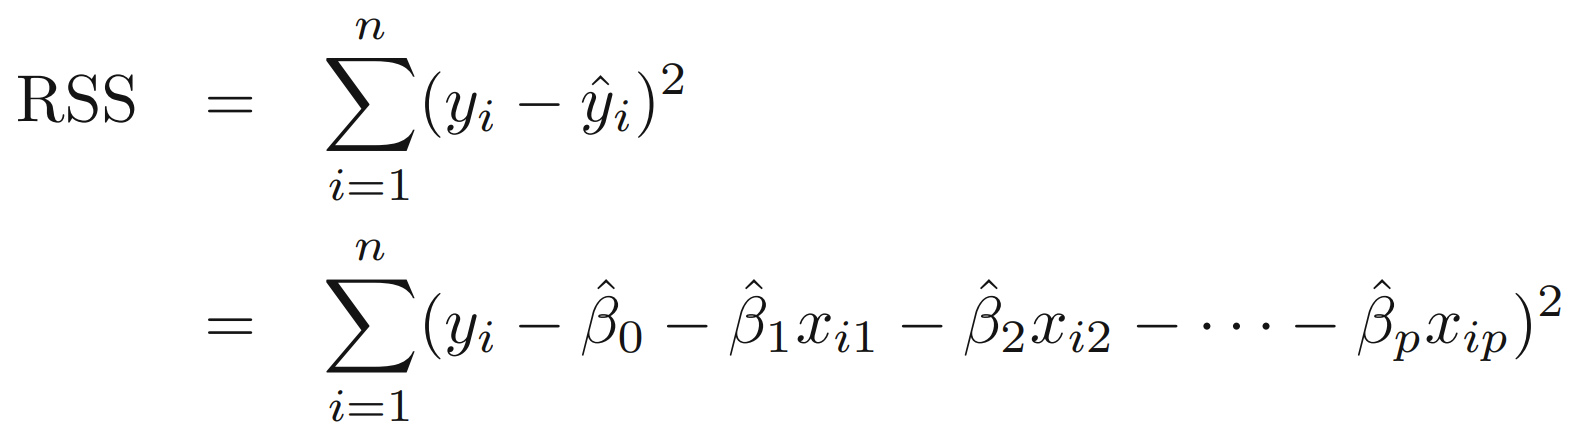 RSS = \sum_{i=1}^{n} (y_i - \hat{y}_i)^2
= \sum_{i=1}^{n} (y_i - \hat{\beta}_0 - \hat{\beta}_1 x_{i1} - \hat{\beta}_2 x_{i2} - \cdots - \hat{\beta}_p x_{ip})^2